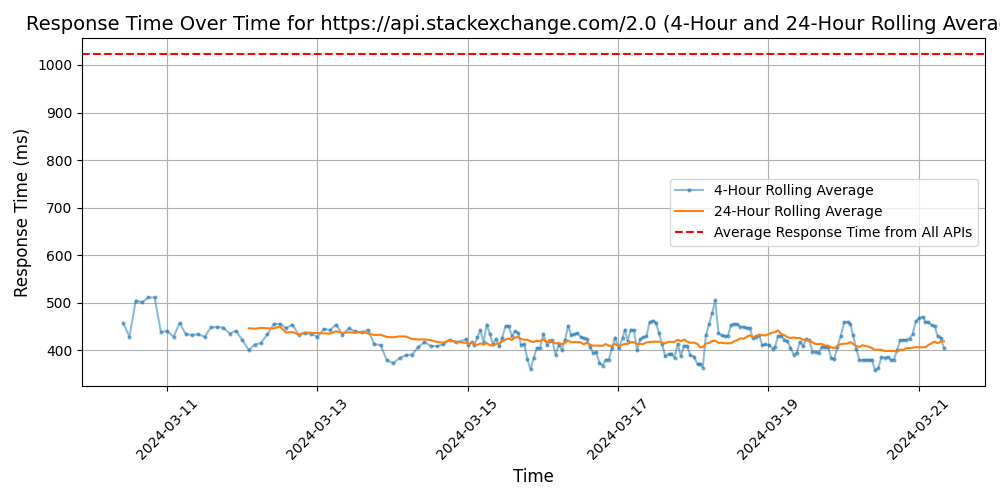 Response Time Over Time for https://api.stackexchange.com/2.0 (4-Hour and 24-Hour Rolling Avera
Response Time (ms)
1000
900
800
700
600
500
400
4-Hour Rolling Average
24-Hour Rolling Average
Average Response Time from All APIs
2024-03-11
2024-03-13
2024-03-15
2024-03-17
2024-03-19
2024-03-21
Time